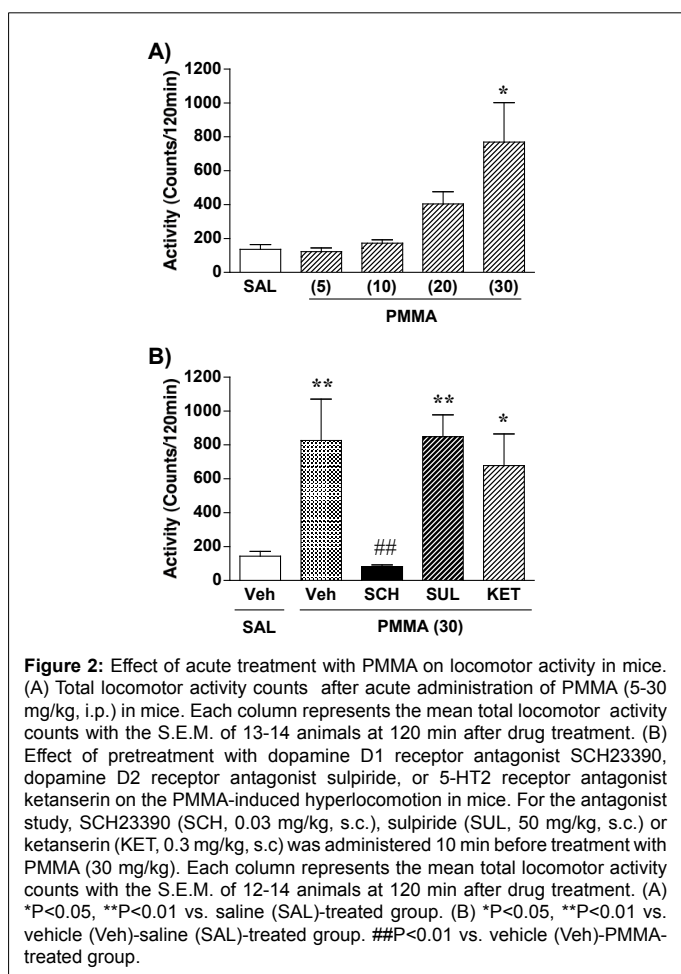 A)
1200
*
1000
800
600
400
200
0
Activity (Counts/120min)
SAL (5) (10) (20) (30)
PMMA
B)
1200
** ** *
1000
800
600
400
##
200
0
Activity (Counts/120min)
Veh Veh SCH SUL KET
SAL PMMA (30)
Figure 2: Effect of acute treatment with PMMA on locomotor activity in mice.
(A) Total locomotor activity counts after acute administration of PMMA (5-30
mg/kg, i.p.) in mice. Each column represents the mean total locomotor activity
counts with the S.E.M. of 13-14 animals at 120 min after drug treatment. (B)
Effect of pretreatment with dopamine D1 receptor antagonist SCH23390,
dopamine D2 receptor antagonist sulpiride, or 5-HT2 receptor antagonist
ketanserin on the PMMA-induced hyperlocomotion in mice. For the antagonist
study, SCH23390 (SCH, 0.03 mg/kg, s.c.), sulpiride (SUL, 50 mg/kg, s.c.) or
ketanserin (KET, 0.3 mg/kg, s.c) was administered 10 min before treatment with
PMMA (30 mg/kg). Each column represents the mean total locomotor activity
counts with the S.E.M. of 12-14 animals at 120 min after drug treatment. (A)
*P<0.05, **P<0.01 vs. saline (SAL)-treated group. (B) *P<0.05, **P<0.01 vs.
vehicle (Veh)-saline (SAL)-treated group. ##P<0.01 vs. vehicle (Veh)-PMMA-
treated group.